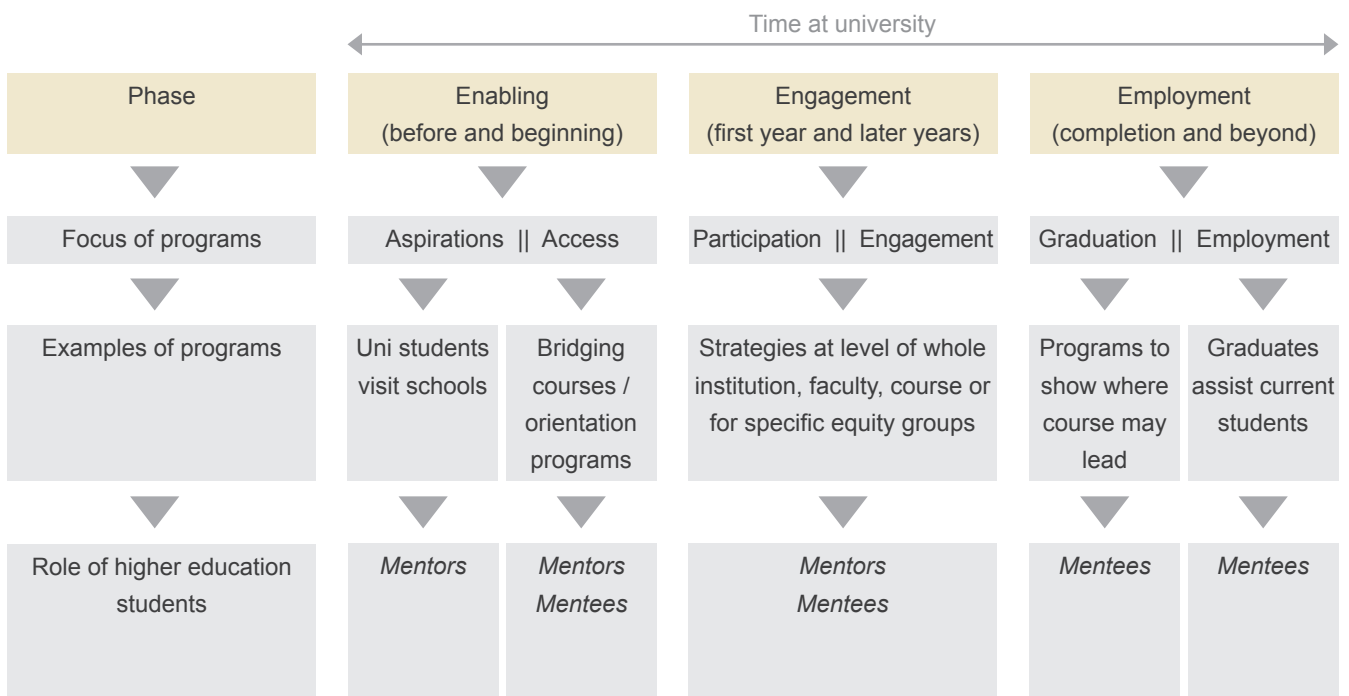 Time at university
Phase
Enabling
(before and beginning)
Engagement
(first year and later years)
Employment
(completion and beyond)
Focus of programs
Aspirations || Access
Participation || Engagement
Graduation || Employment
Examples of programs
Uni students
visit schools
Bridging
courses /
orientation
programs
Strategies at level of whole
institution, faculty, course or
for specific equity groups
Programs to
show where
course may
lead
Graduates
assist current
students
Role of higher education
students
Mentors
Mentors
Mentees
Mentors
Mentees
Mentees
Mentees